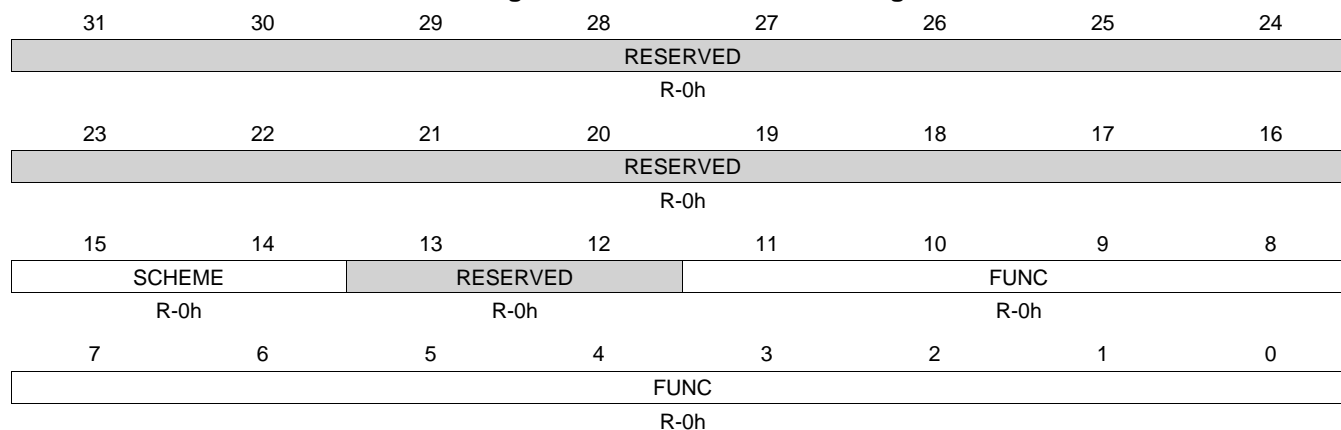 31 30 29 28 27 26 25 24
RESERVED
R-0h
23 22 21 20 19 18 17 16
RESERVED
R-0h
15 14 13 12 11 10 9 8
SCHEME RESERVED FUNC
R-0h R-0h R-0h
7 6 5 4 3 2 1 0
FUNC
R-0h